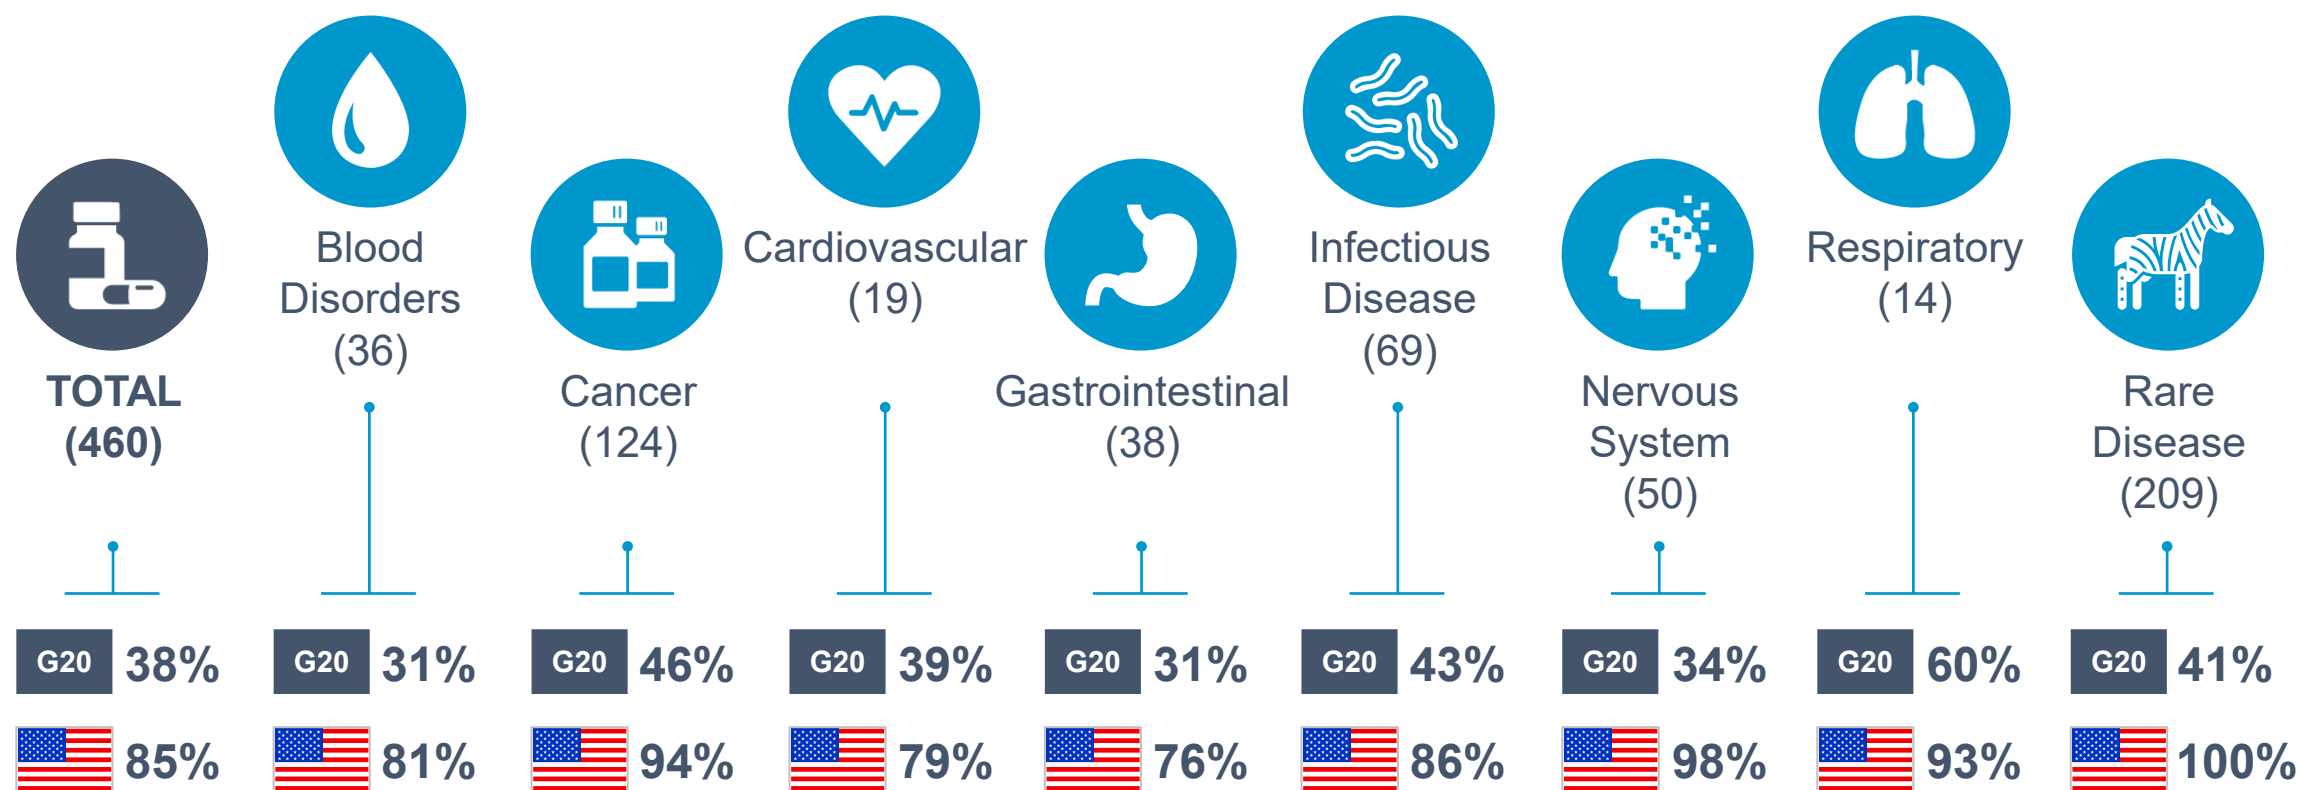 TOTAL
(460)
G20 38%
85%
Blood
Disorders
(36)
G20 31%
81%
Cancer
(124)
G20 46%
94%
Cardiovascular
(19)
G20 39%
79%
Gastrointestinal
(38)
G20 31%
76%
Infectious
Disease
(69)
G20 43%
86%
Nervous
System
(50)
G20 34%
98%
Respiratory
(14)
G20 60%
93%
Rare
Disease
(209)
G20 41%
100%